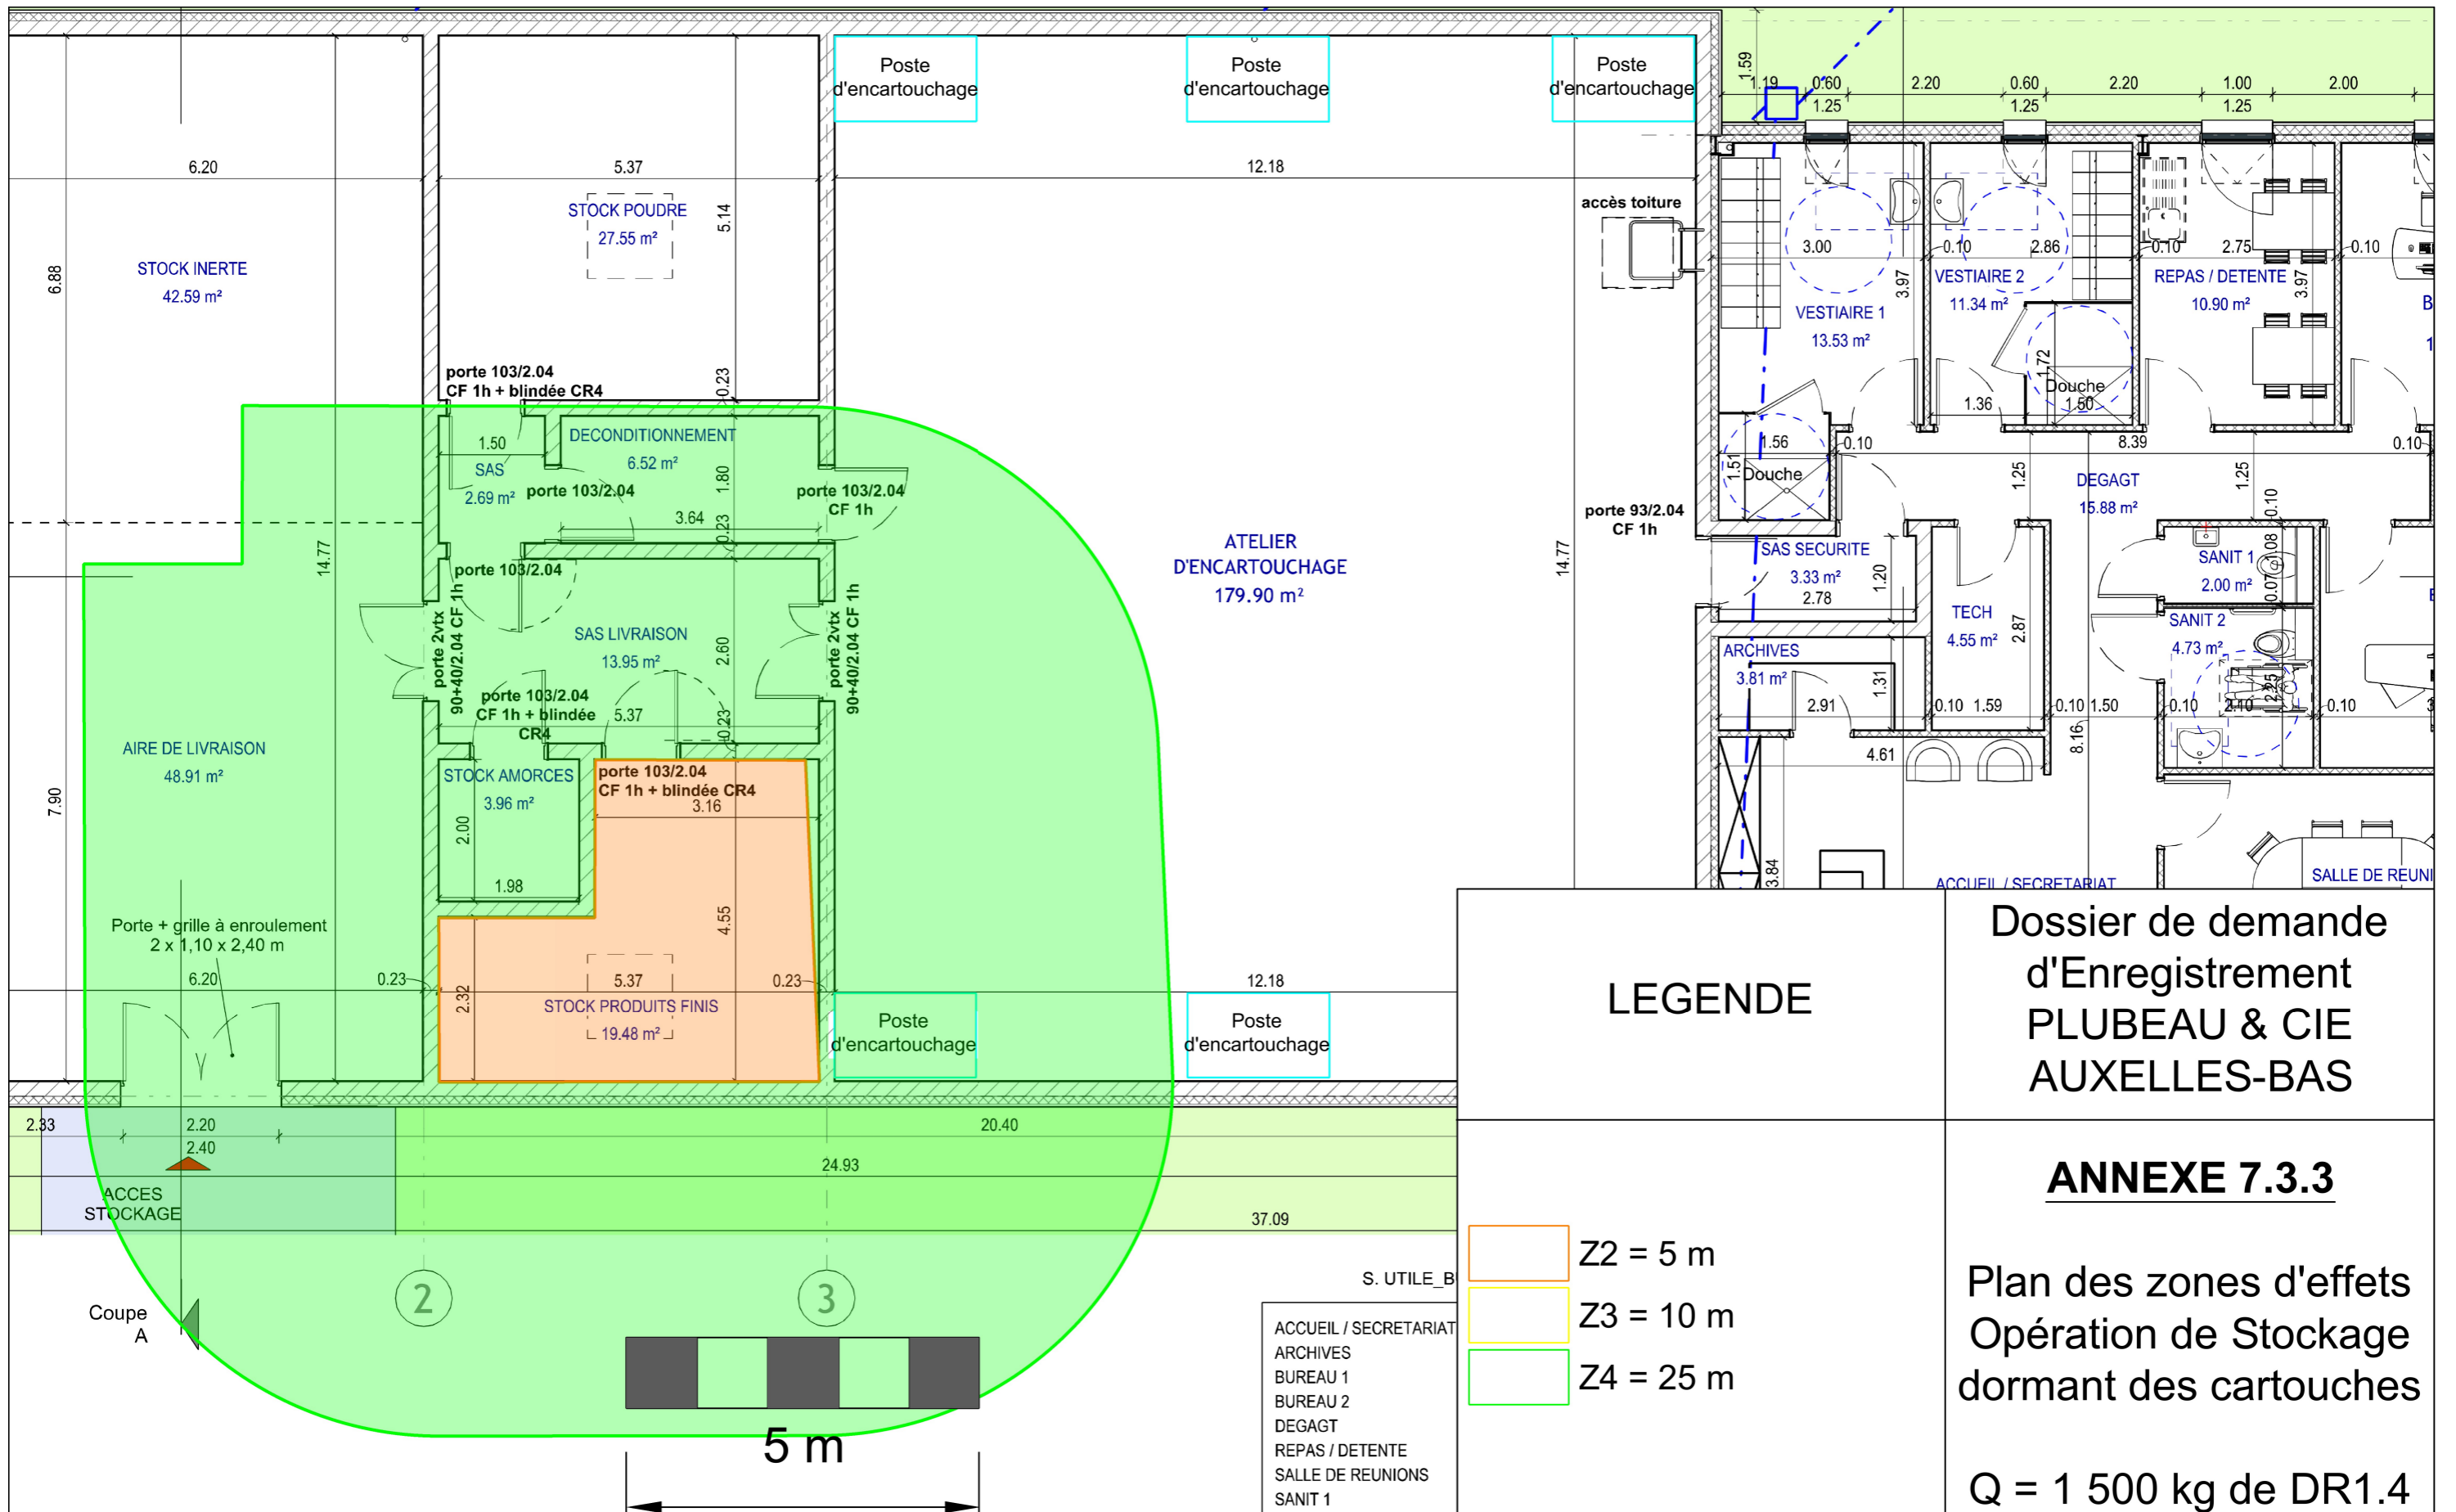 Poste
d'encartouchage
Poste
d'encartouchage
Poste
d'encartouchage
1.59
1.19
0.60
2.20
0.60
2.20
1.00
2.00
1.25
1.25
1.25
6.20
5.37
12.18
STOCK POUDRE
27.55 m²
5.14
accès toiture
6.88
STOCK INERTE
42.59 m²
3.00
0.10
2.86
0.10
2.75
0.10
3.97
VESTIAIRE 2
11.34 m²
REPAS / DETENTE
10.90 m²
3.97
VESTIAIRE 1
13.53 m²
B
1
1.72
Douche
1.36
1.50
porte 103/2.04
CF 1h + blindée CR4
0.23
1.50
DECONDITIONNEMENT
6.52 m²
SAS
2.69 m²
1.80
porte 103/2.04
porte 103/2.04
CF 1h
1.56
0.10
8.39
0.10
1.51
Douche
1.25
DEGAGT
15.88 m²
1.25
0.10
3.64
0.23
porte 93/2.04
CF 1h
14.77
ATELIER
D'ENCARTOUCHAGE
179.90 m²
14.77
SAS SECURITE
3.33 m²
1.20
2.78
SANIT 1
2.00 m²
1.08
0.07
porte 103/2.04
porte 2vtx
90+40/2.04 CF 1h
SAS LIVRAISON
13.95 m²
2.60
porte 2vtx
90+40/2.04 CF 1h
TECH
4.55 m²
2.87
SANIT 2
4.73 m²
2.25
ARCHIVES
3.81 m²
1.31
2.91
0.10
1.59
0.10
1.50
0.10
2.10
0.10
3
porte 103/2.04
CF 1h + blindée
CR4
5.37
0.23
8.16
4.61
AIRE DE LIVRAISON
48.91 m²
7.90
STOCK AMORCES
3.96 m²
porte 103/2.04
CF 1h + blindée CR4
3.16
2.00
1.98
4.55
3.84
ACCUEIL / SECRETARIAT
SALLE DE REUNI
Porte + grille à enroulement
2 x 1,10 x 2,40 m
6.20
0.23
5.37
0.23
12.18
2.32
STOCK PRODUITS FINIS
19.48 m²
Poste
d'encartouchage
Poste
d'encartouchage
2.33
2.20
2.40
20.40
24.93
ACCES
STOCKAGE
37.09
Coupe
A
2
3
5 m
S. UTILE_B
ACCUEIL / SECRETARIAT
ARCHIVES
BUREAU 1
BUREAU 2
DEGAGT
REPAS / DETENTE
SALLE DE REUNIONS
SANIT 1
LEGENDE
Z2 = 5 m
Z3 = 10 m
Z4 = 25 m
Dossier de demande
d'Enregistrement
PLUBEAU & CIE
AUXELLES-BAS
ANNEXE 7.3.3
Plan des zones d'effets
Opération de Stockage
dormant des cartouches
Q = 1 500 kg de DR1.4